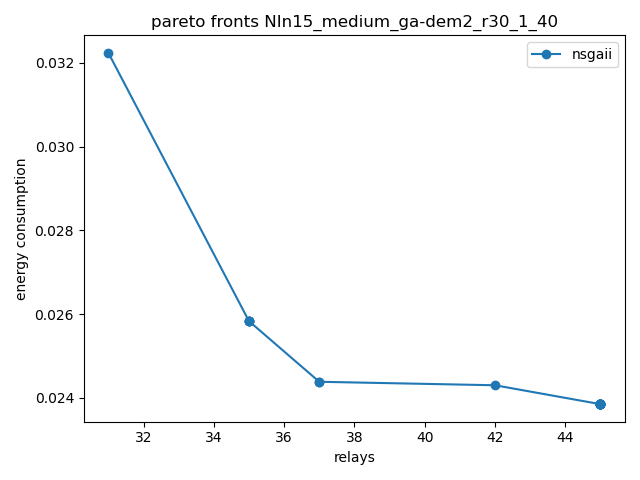 pareto fronts NIn15_medium_ga-dem2_r30_1_40
nsgaii
0.032
0.030
0.028
0.026
0.024
energy consumption
32 34 36 38 40 42 44
relays